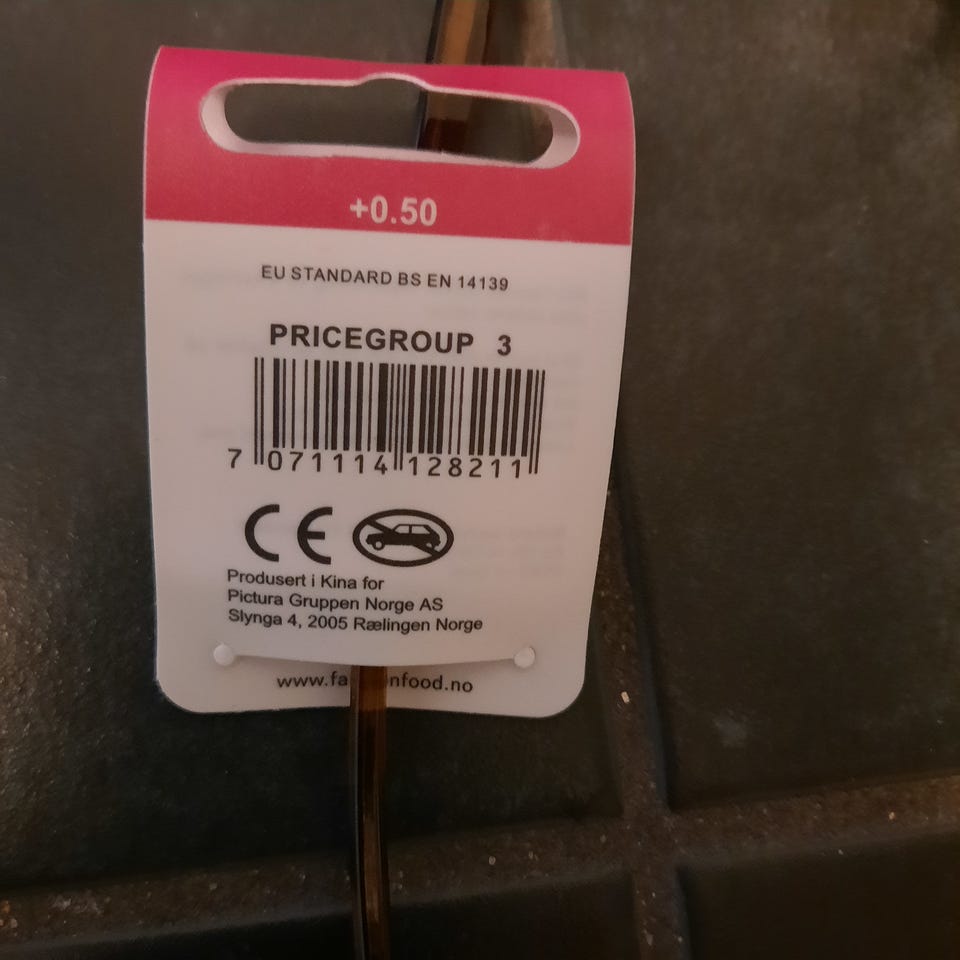 +0.50
EU STANDARD BS EN 14139
PRICEGROUP 3
7 071114 128211
CE
Produsert i Kina for
Pictura Gruppen Norge AS
Slynga 4, 2005 Rælingen Norge